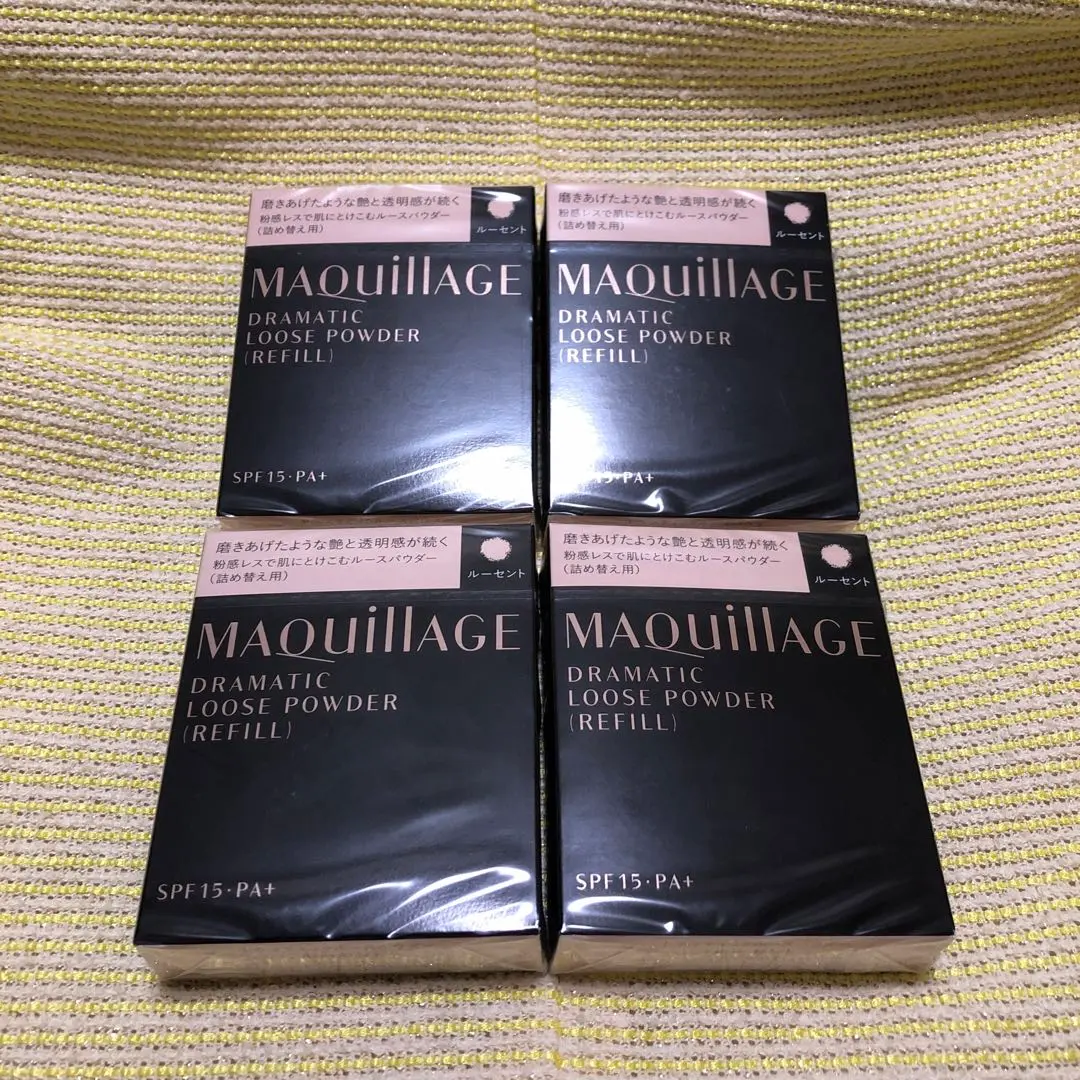 磨きあげたような艶と透明感が続く
粉感レスで肌にとけこむルースパウダー
(詰め替え用)
ルーセント
MAQuillAGE
DRAMATIC
LOOSE POWDER
(REFILL)
SPF15·PA+
磨きあげたような艶と透明感が続く
粉感レスで肌にとけこむルースパウダー
(詰め替え用)
ルーセント
MAQuillAGE
DRAMATIC
LOOSE POWDER
(REFILL)
15·PA+
磨きあげたような艶と透明感が続く
粉感レスで肌にとけこむルースパウダー
(詰め替え用)
ルーセント
MAQuillAGE
DRAMATIC
LOOSE POWDER
(REFILL)
SPF15·PA+
磨きあげたような艶と透明感が続く
粉感レスで肌にとけこむルースパウダー
(詰め替え用)
ルーセント
MAQuillAGE
DRAMATIC
LOOSE POWDER
(REFILL)
SPF15·PA+